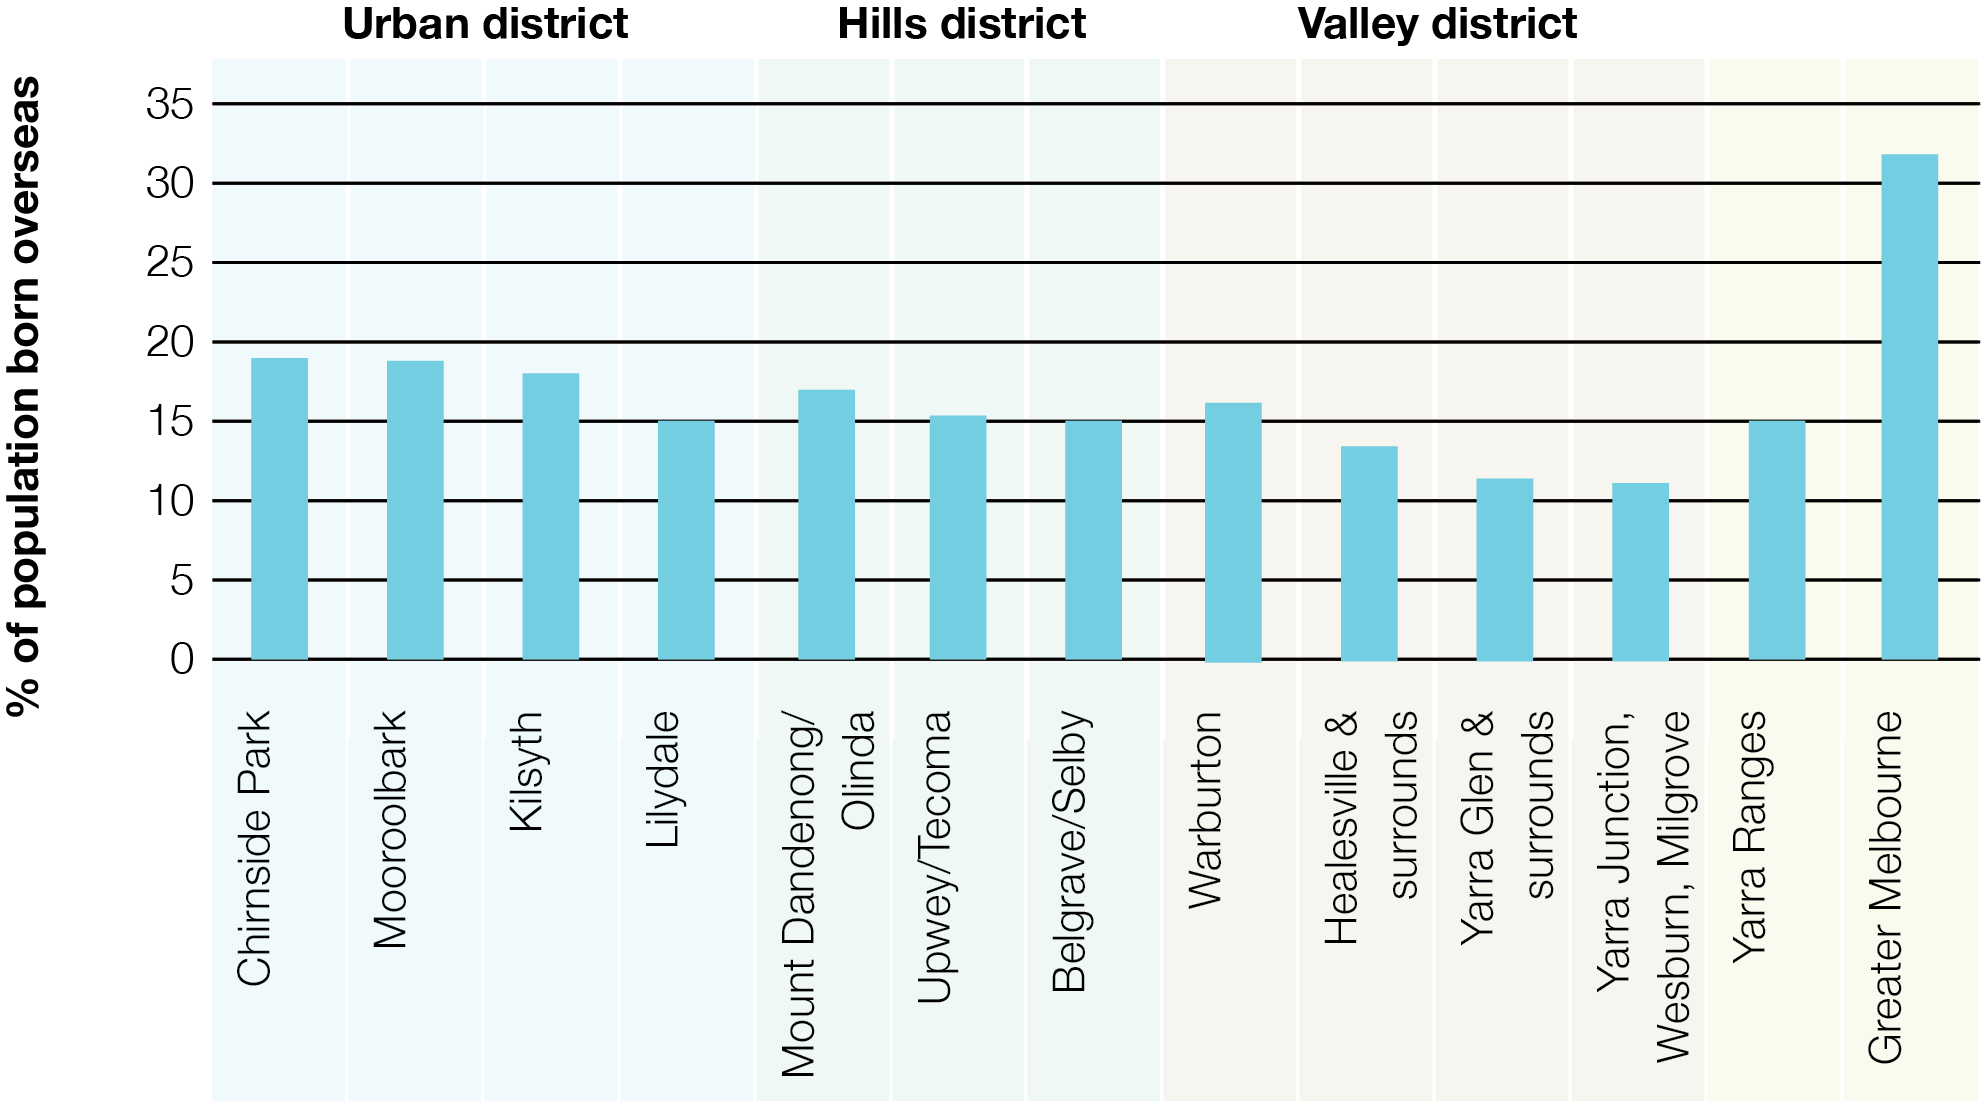 Urban district
Hills district
Valley district
% of population born overseas
35
30
25
20
15
10
5
0
Chirnside Park
Mooroolbark
Kilsyth
Lilydale
Mount Dandenong/
Olinda
Upwey/Tecoma
Belgrave/Selby
Warburton
Healesville &
surrounds
Yarra Glen &
surrounds
Yarra Junction,
Wesburn, Milgrove
Yarra Ranges
Greater Melbourne